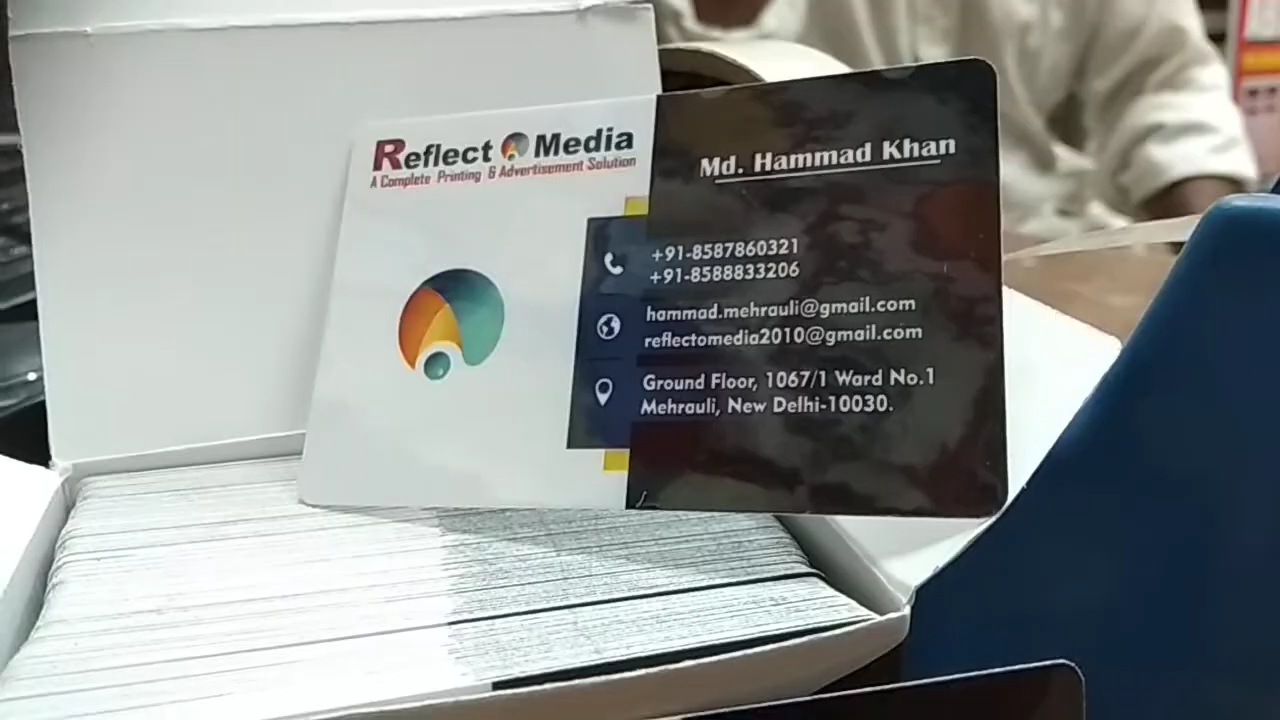 Reflect Media
A Complete Printing & Advertisement Solution
Md. Hammad Khan
+91-8587860321
+91-8588833206
hammad.mehrauli@gmail.com
reflectomedia2010@gmail.com
Ground Floor, 1067/1 Ward No.1
Mehrauli, New Delhi-10030.